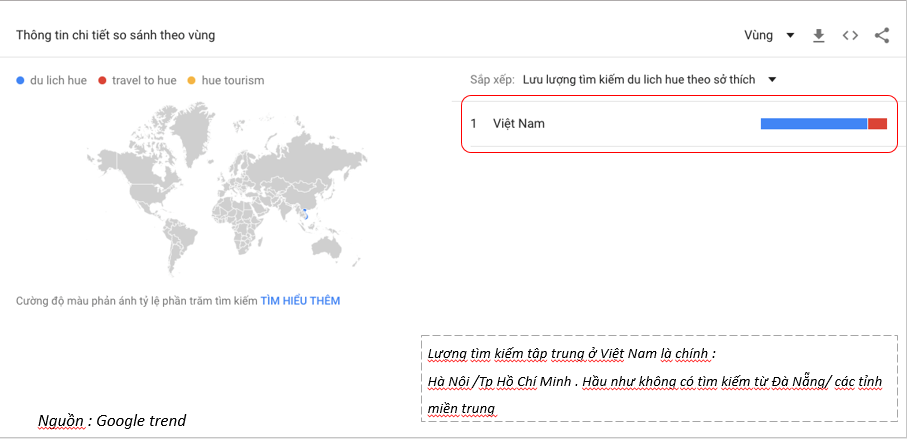 Thông tin chi tiết so sánh theo vùng
Vùng
du lich hue travel to hue hue tourism
Sắp xếp: Lưu lượng tìm kiếm du lich hue theo sở thích
1 Việt Nam
Cường độ màu phản ánh tỷ lệ phần trăm tìm kiếm TÌM HIỂU THÊM
Lượng tìm kiếm tập trung ở Việt Nam là chính :
Hà Nội /Tp Hồ Chí Minh . Hầu như không có tìm kiếm từ Đà Nẵng/ các tỉnh
miền trung
Nguồn : Google trend